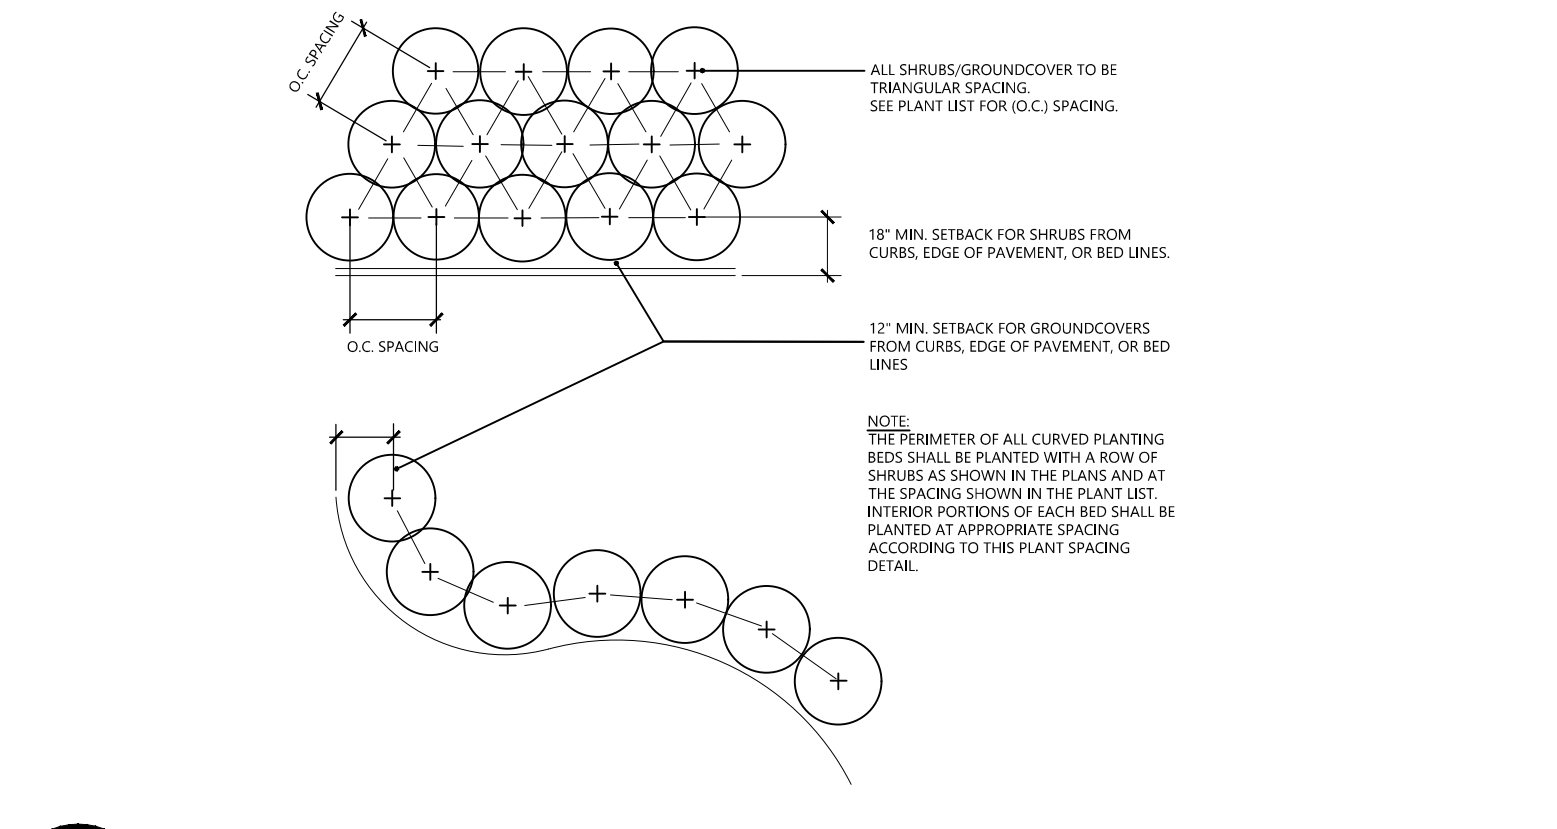 O.C. SPACING
ALL SHRUBS/GROUNDCOVER TO BE
TRIANGULAR SPACING.
SEE PLANT LIST FOR (O.C.) SPACING.
18" MIN. SETBACK FOR SHRUBS FROM
CURBS, EDGE OF PAVEMENT, OR BED LINES.
O.C. SPACING
12" MIN. SETBACK FOR GROUNDCOVERS
FROM CURBS, EDGE OF PAVEMENT, OR BED
LINES
NOTE:
THE PERIMETER OF ALL CURVED PLANTING
BEDS SHALL BE PLANTED WITH A ROW OF
SHRUBS AS SHOWN IN THE PLANS AND AT
THE SPACING SHOWN IN THE PLANT LIST.
INTERIOR PORTIONS OF EACH BED SHALL BE
PLANTED AT APPROPRIATE SPACING
ACCORDING TO THIS PLANT SPACING
DETAIL.